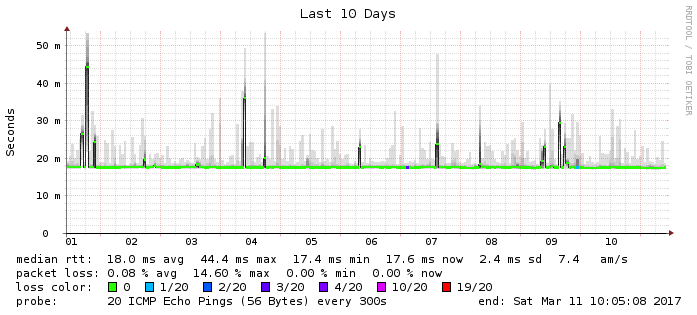 Last 10 Days
RRDTOOL / TOBI OETIKER
Seconds
50 m
40 m
30 m
20 m
10 m
0
01 02 03 04 05 06 07 08 09 10
median rtt: 18.0 ms avg 44.4 ms max 17.4 ms min 17.6 ms now 2.4 ms sd 7.4 am/s
packet loss: 0.08 % avg 14.60 % max 0.00 % min 0.00 % now
loss color: 0 1/20 2/20 3/20 4/20 10/20 19/20
probe: 20 ICMP Echo Pings (56 Bytes) every 300s end: Sat Mar 11 10:05:08 2017